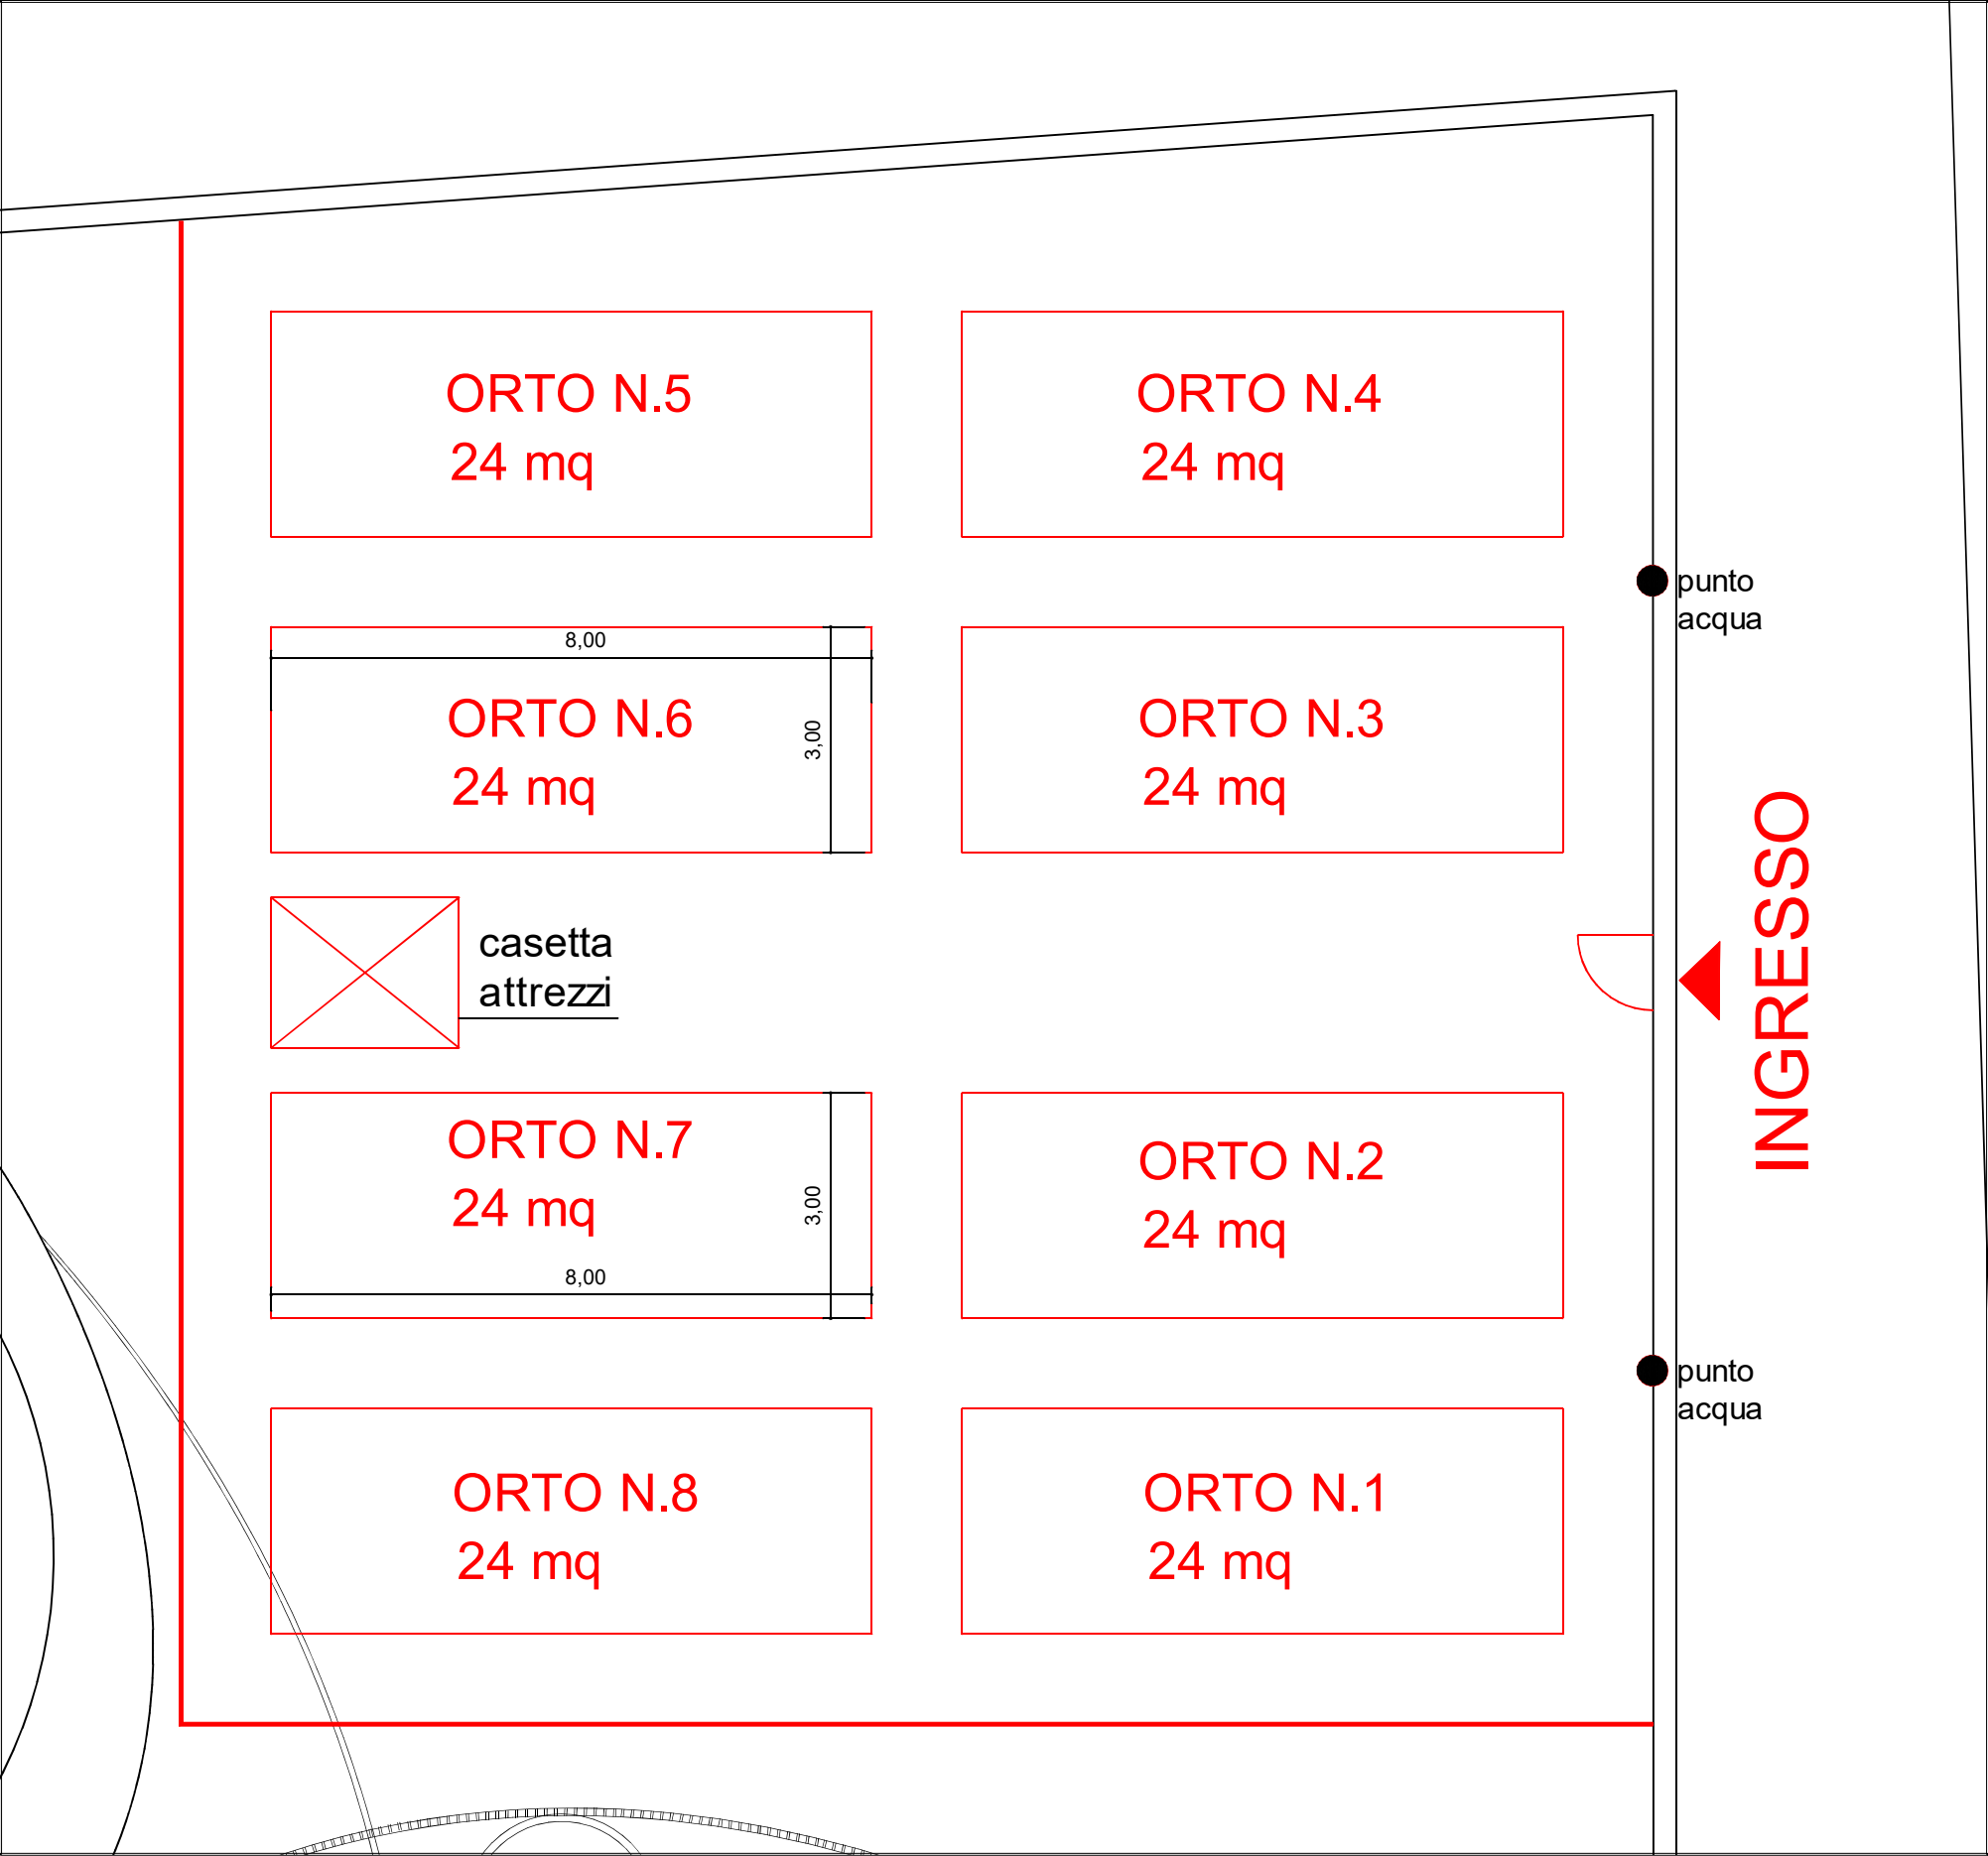 ORTO N.5
24 mq
ORTO N.4
24 mq
punto
acqua
8,00
ORTO N.6
24 mq
3,00
ORTO N.3
24 mq
INGRESSO
casetta
attrezzi
ORTO N.7
24 mq
3,00
8,00
ORTO N.2
24 mq
punto
acqua
ORTO N.8
24 mq
ORTO N.1
24 mq